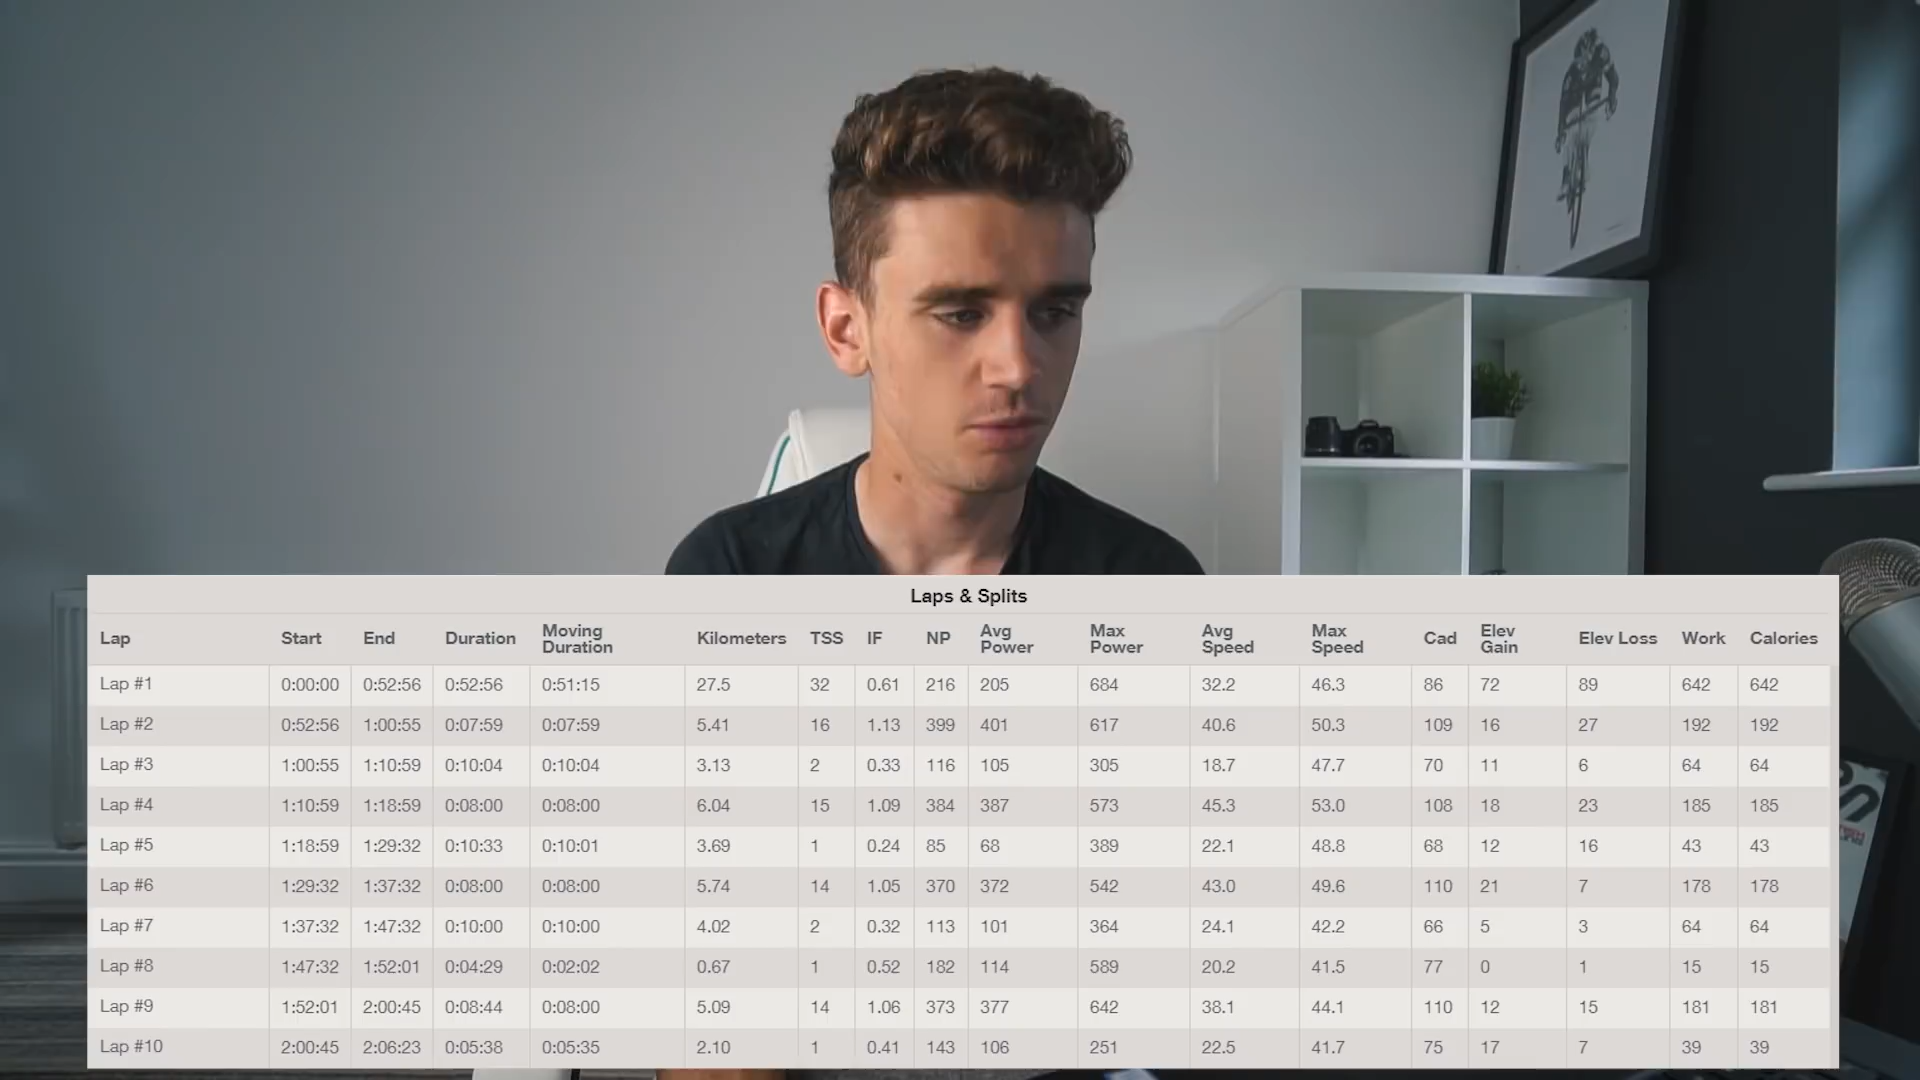 Laps & Splits
Lap Start End Duration Moving Duration Kilometers TSS IF NP Avg Power Max Power Avg Speed Max Speed Cad Elev Gain Elev Loss Work Calories
Lap #1 0:00:00 0:52:56 0:52:56 0:51:15 27.5 32 0.61 216 205 684 32.2 46.3 86 72 89 642 642
Lap #2 0:52:56 1:00:55 0:07:59 0:07:59 5.41 16 1.13 399 401 617 40.6 50.3 109 16 27 192 192
Lap #3 1:00:55 1:10:59 0:10:04 0:10:04 3.13 2 0.33 116 105 305 18.7 47.7 70 11 6 64 64
Lap #4 1:10:59 1:18:59 0:08:00 0:08:00 6.04 15 1.09 384 387 573 45.3 53.0 108 18 23 185 185
Lap #5 1:18:59 1:29:32 0:10:33 0:10:01 3.69 1 0.24 85 68 389 22.1 48.8 68 12 16 43 43
Lap #6 1:29:32 1:37:32 0:08:00 0:08:00 5.74 14 1.05 370 372 542 43.0 49.6 110 21 7 178 178
Lap #7 1:37:32 1:47:32 0:10:00 0:10:00 4.02 2 0.32 113 101 364 24.1 42.2 66 5 3 64 64
Lap #8 1:47:32 1:52:01 0:04:29 0:02:02 0.67 1 0.52 182 114 589 20.2 41.5 77 0 1 15 15
Lap #9 1:52:01 2:00:45 0:08:44 0:08:00 5.09 14 1.06 373 377 642 38.1 44.1 110 12 15 181 181
Lap #10 2:00:45 2:06:23 0:05:38 0:05:35 2.10 1 0.41 143 106 251 22.5 41.7 75 17 7 39 39